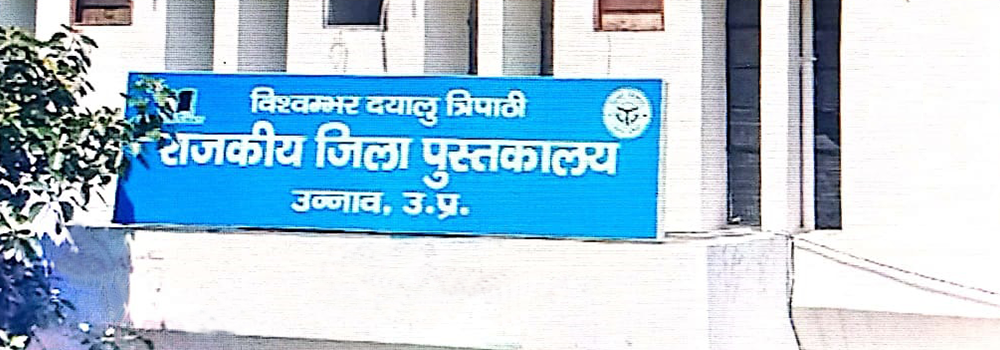 विश्वम्भर दयालु त्रिपाठी
राजकीय जिला पुस्तकालय
उन्नाव, उ.प्र.